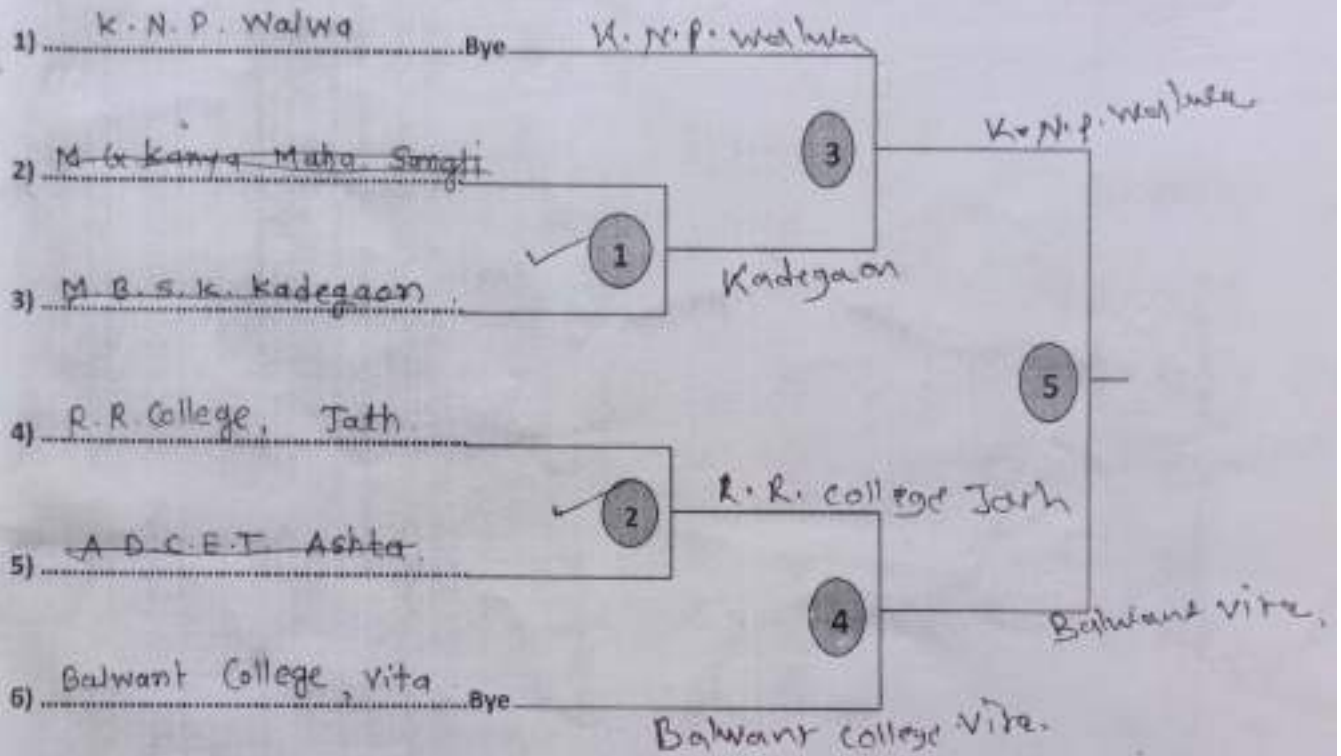 1) K.N.P. Walwa Bye K.N.P. Walwa
K.N.P. Walwa
3
2) M G Kanya Maha. Sangli
1
Kadegaon
3) M B.S.K. Kadegaon
5
4) R.R. College, Jath.
2
R.R. college Jath
5) A D.C.E.T. Ashta.
4
Balwant vita,
6) Balwant College, vita Bye
Balwant college vita.